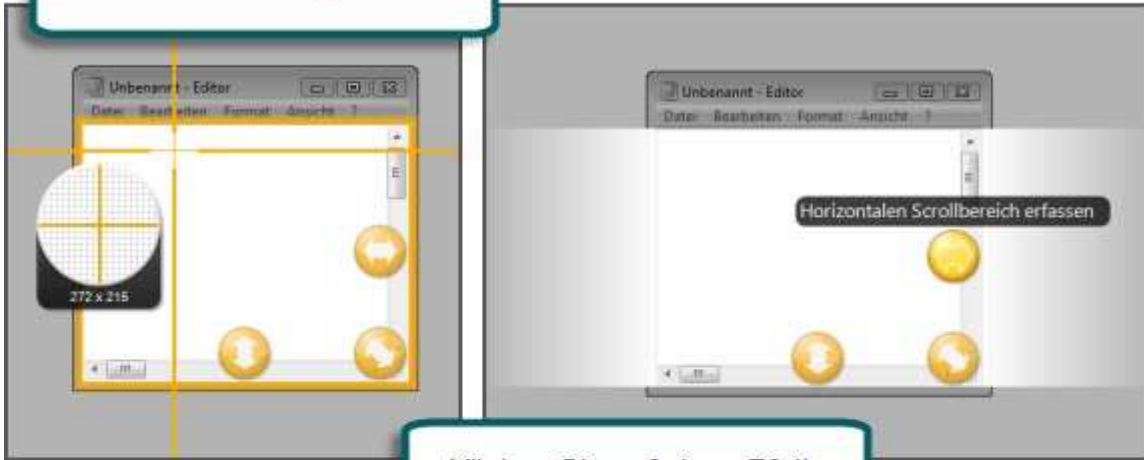 Unbenannt - Editor
Datei Bearbeiten Format Ansicht ?
272 x 215
Unbenannt - Editor
Datei Bearbeiten Format Ansicht ?
Horizontalen Scrollbereich erfassen